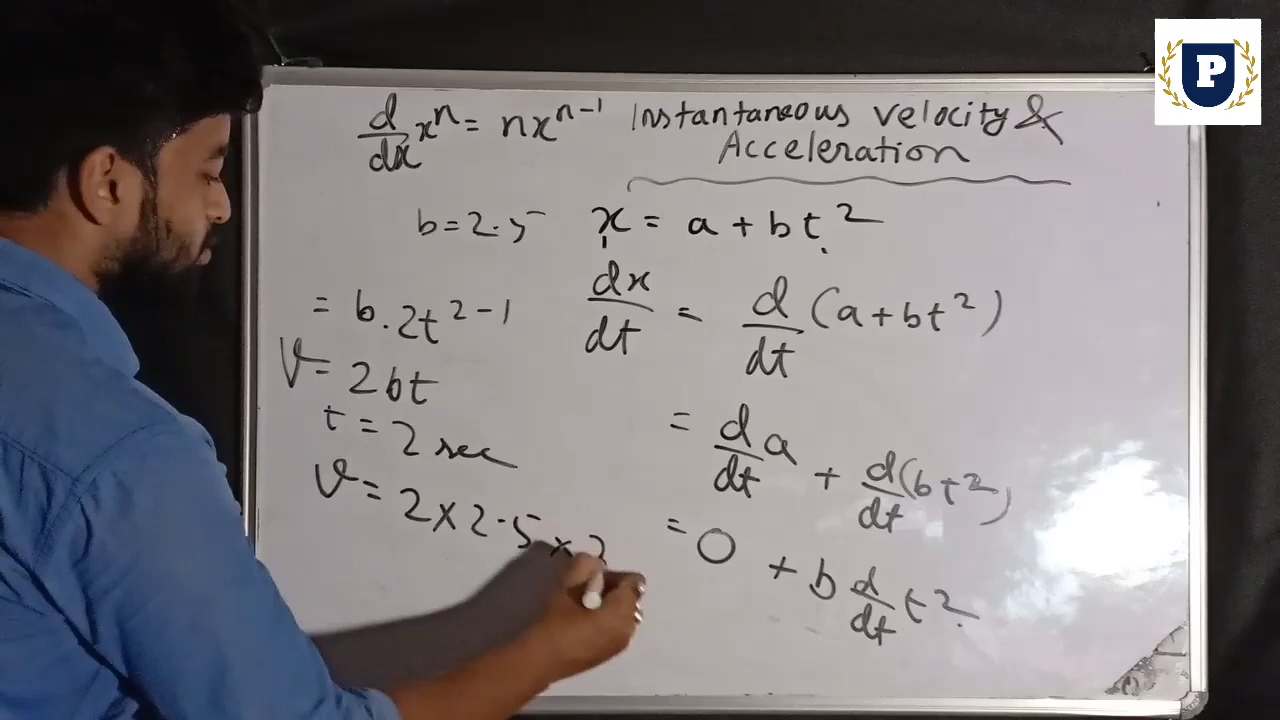 d/dx xⁿ = nxⁿ⁻¹
Instantaneous velocity &
Acceleration
b = 2.5
x = a + bt²
dx/dt = d/dt (a + bt²)
= d/dt a + d/dt (bt²)
= 0 + b d/dt t²
= b . 2t²⁻¹
V = 2bt
t = 2 sec
V = 2 × 2.5 × 2
P